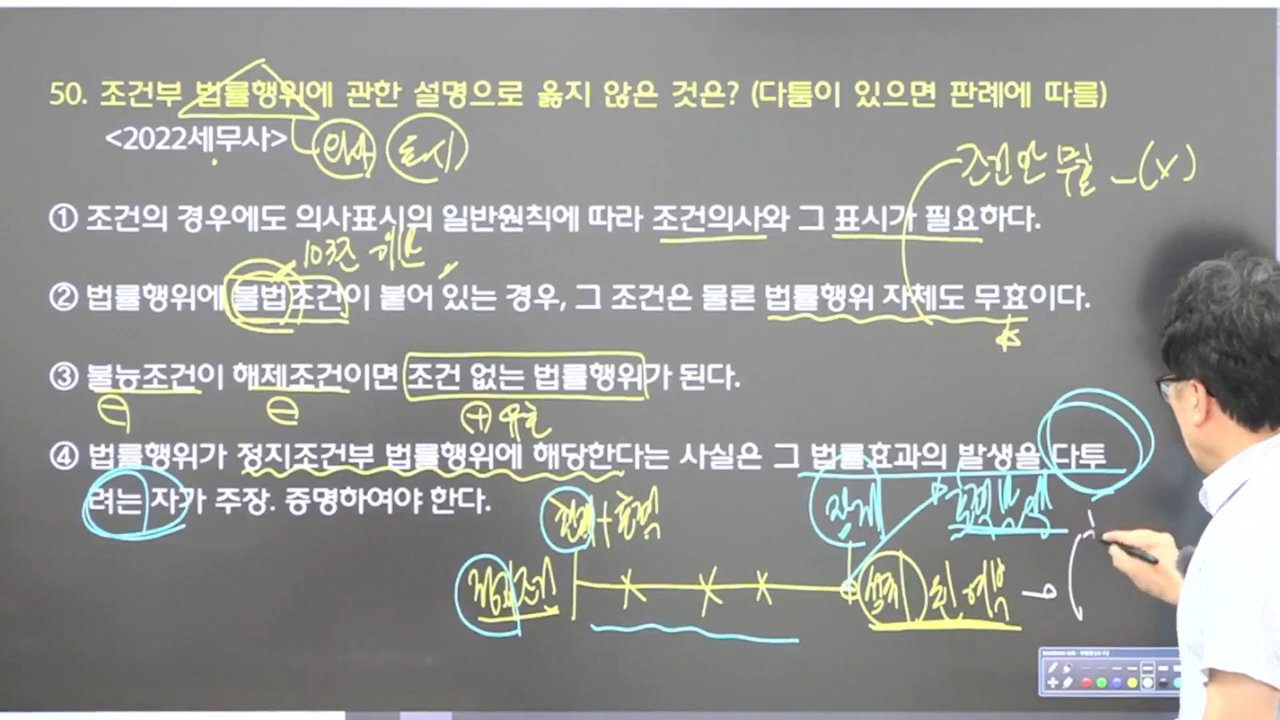 50. 조건부 법률행위에 관한 설명으로 옳지 않은 것은? (다툼이 있으면 판례에 따름)
<2022세무사>
의사 표시
조건만 무효 -(X)
① 조건의 경우에도 의사표시의 일반원칙에 따라 조건의사와 그 표시가 필요하다.
103조 위반
② 법률행위에 불법조건이 붙어 있는 경우, 그 조건은 물론 법률행위 자체도 무효이다.
③ 불능조건이 해제조건이면 조건 없는 법률행위가 된다.
⊖ ⊖ ⊕ 유효
④ 법률행위가 정지조건부 법률행위에 해당한다는 사실은 그 법률효과의 발생을 다투
려는 자가 주장. 증명하여야 한다.